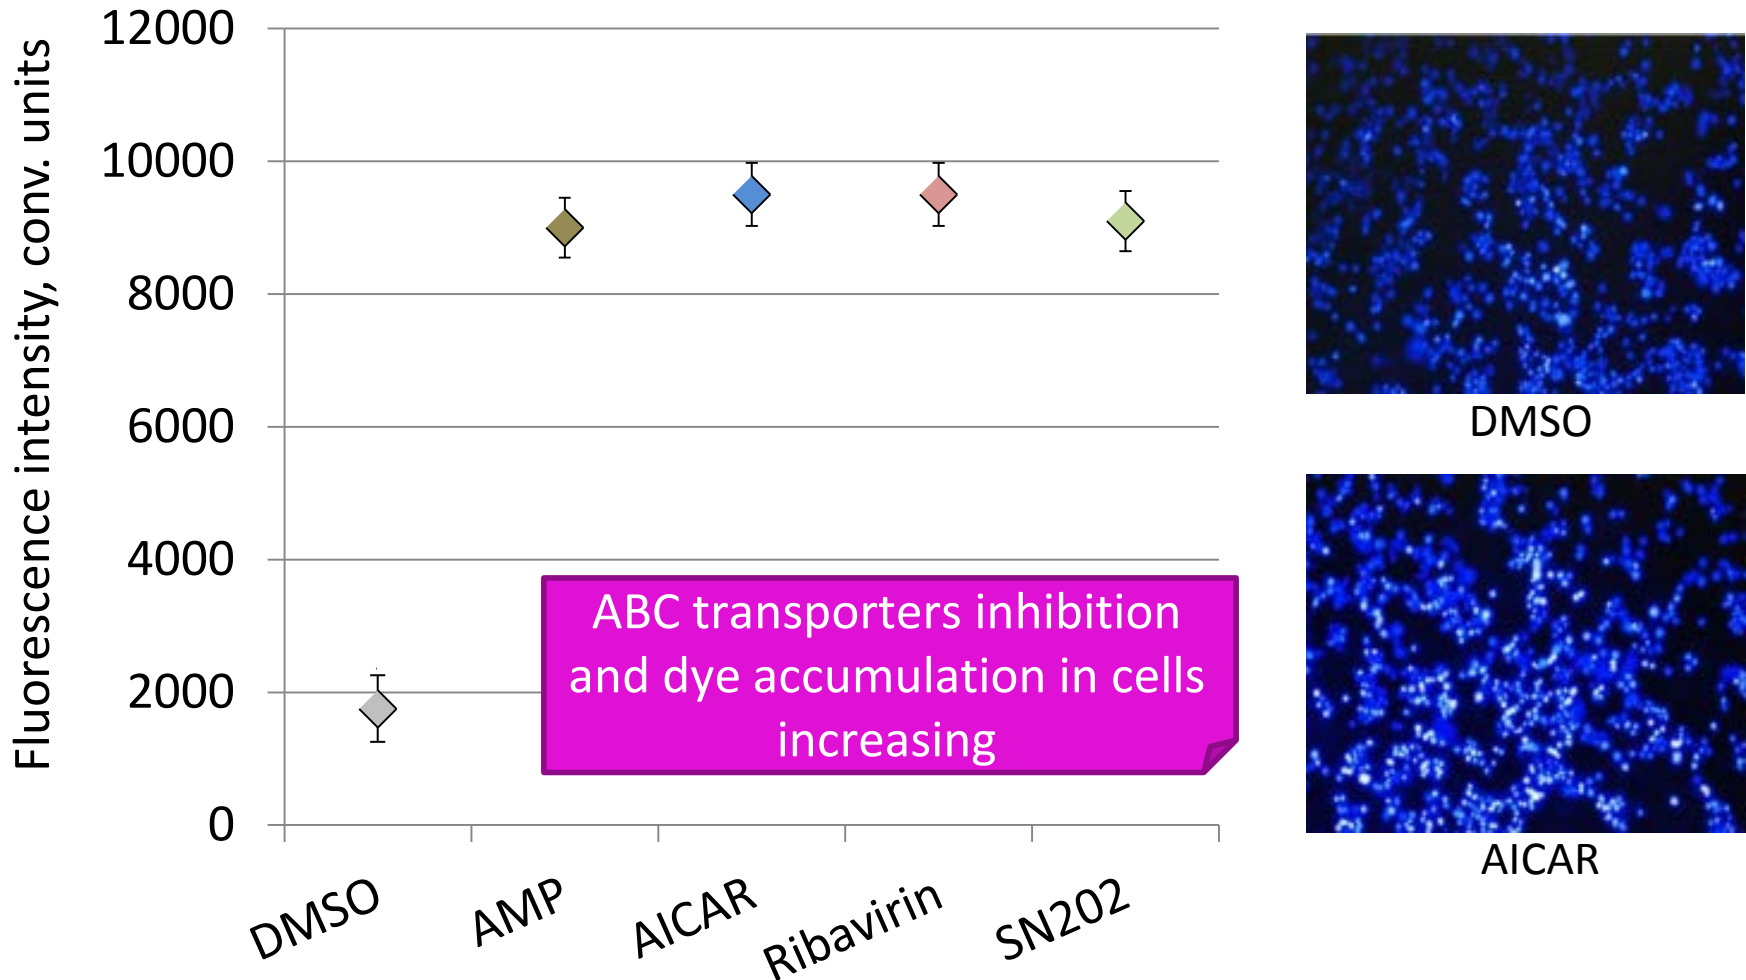 Fluorescence intensity, conv. units
12000
10000
8000
6000
4000
2000
0
DMSO
AMP
AICAR
Ribavirin
SN202
ABC transporters inhibition
and dye accumulation in cells
increasing
DMSO
AICAR